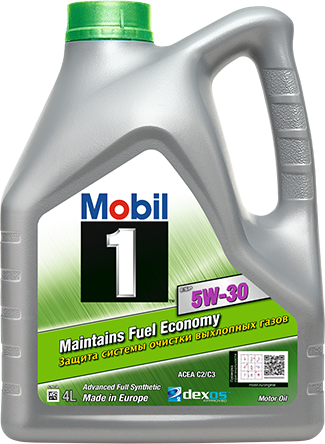 Mobil
1
ESP
5W-30
Maintains Fuel Economy
Защита системы очистки выхлопных газов
ACEA C2/C3
Advanced Full Synthetic
4L Made in Europe
dexos
Motor Oil